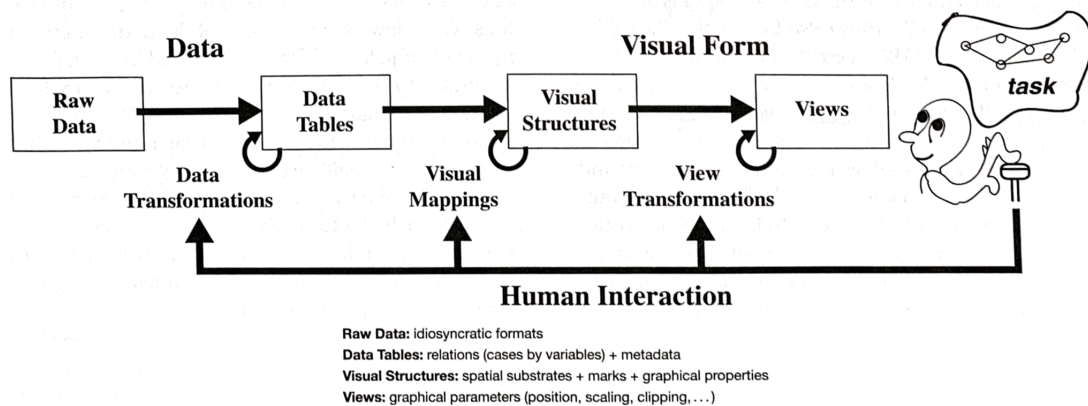 Data
Visual Form
task
Raw
Data
Data
Tables
Visual
Structures
Views
Data
Transformations
Visual
Mappings
View
Transformations
Human Interaction
Raw Data: idiosyncratic formats
Data Tables: relations (cases by variables) + metadata
Visual Structures: spatial substrates + marks + graphical properties
Views: graphical parameters (position, scaling, clipping,…)